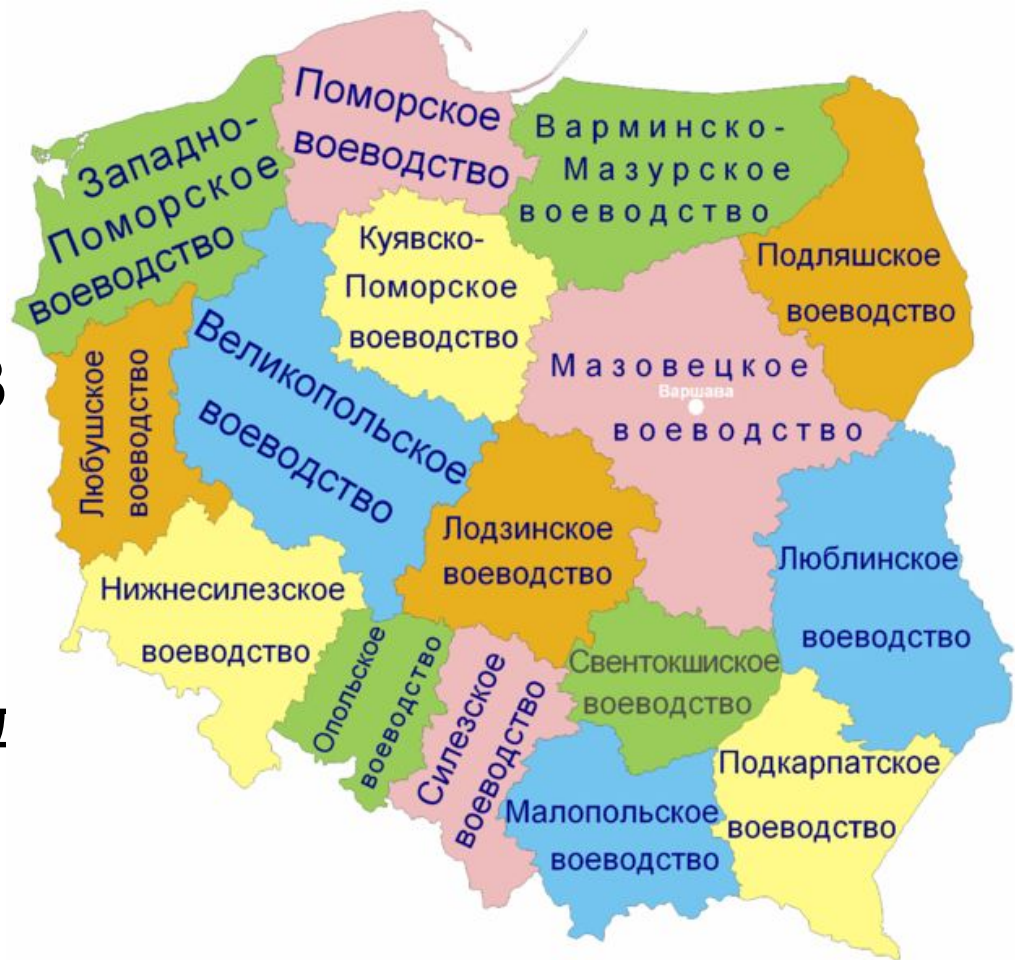 Западно-
Поморское
воеводство
Поморское
воеводство
Варминско-
Мазурское
воеводство
Подляшское
воеводство
Куявско-
Поморское
воеводство
Мазовецкое
Варшава
воеводство
Великопольское
воеводство
Любушское
воеводство
Лодзинское
воеводство
Люблинское
воеводство
Нижнесилезское
воеводство
Опольское
воеводство
Силезское
воеводство
Свентокшиское
воеводство
Малопольское
воеводство
Подкарпатское
воеводство